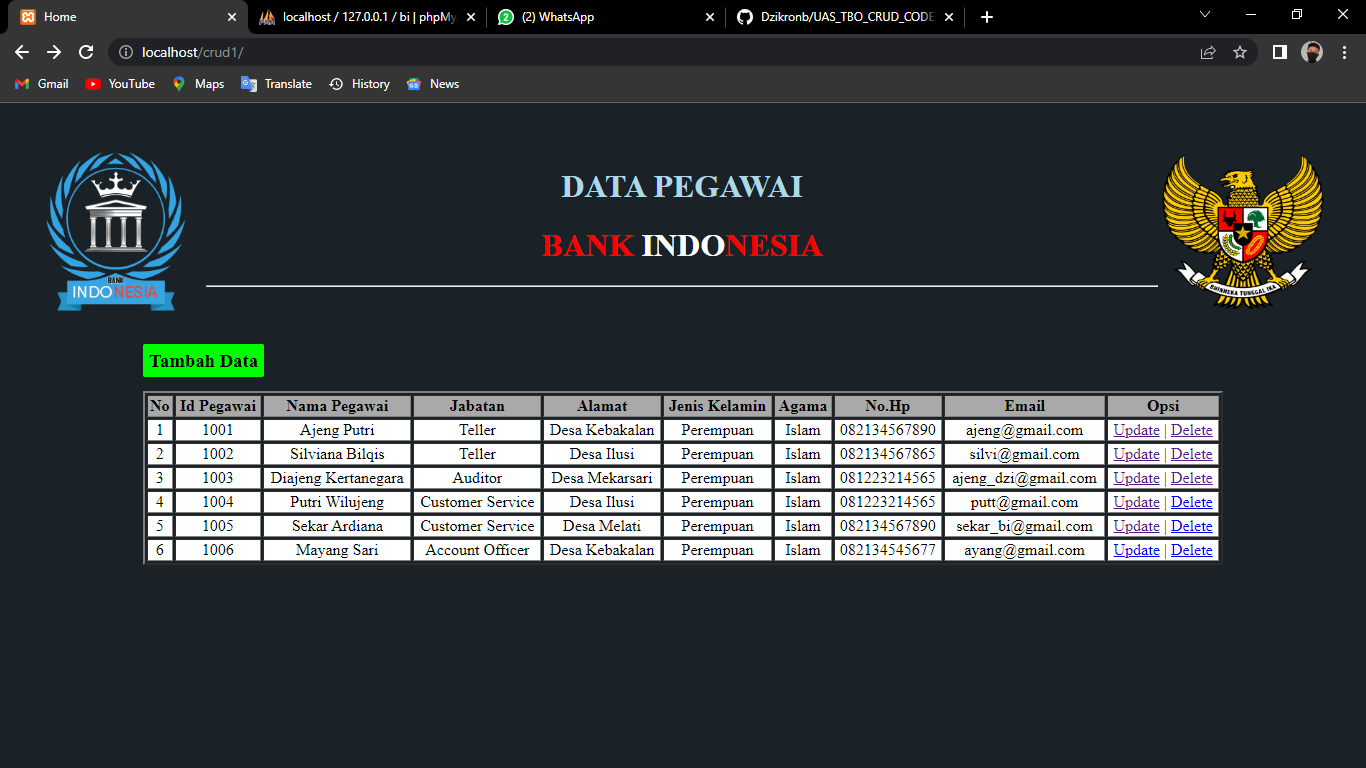 Home
localhost / 127.0.0.1 / bi | phpMy
(2) WhatsApp
Dzikronb/UAS_TBO_CRUD_CODE
localhost/crud1/
Gmail YouTube Maps Translate History News
DATA PEGAWAI
BANK INDONESIA
BANK
INDONESIA
BHINNEKA TUNGGAL IKA
Tambah Data
No Id Pegawai Nama Pegawai Jabatan Alamat Jenis Kelamin Agama No.Hp Email Opsi
1 1001 Ajeng Putri Teller Desa Kebakalan Perempuan Islam 082134567890 ajeng@gmail.com Update | Delete
2 1002 Silviana Bilqis Teller Desa Ilusi Perempuan Islam 082134567865 silvi@gmail.com Update | Delete
3 1003 Diajeng Kertanegara Auditor Desa Mekarsari Perempuan Islam 081223214565 ajeng_dzi@gmail.com Update | Delete
4 1004 Putri Wilujeng Customer Service Desa Ilusi Perempuan Islam 081223214565 putt@gmail.com Update | Delete
5 1005 Sekar Ardiana Customer Service Desa Melati Perempuan Islam 082134567890 sekar_bi@gmail.com Update | Delete
6 1006 Mayang Sari Account Officer Desa Kebakalan Perempuan Islam 082134545677 ayang@gmail.com Update | Delete